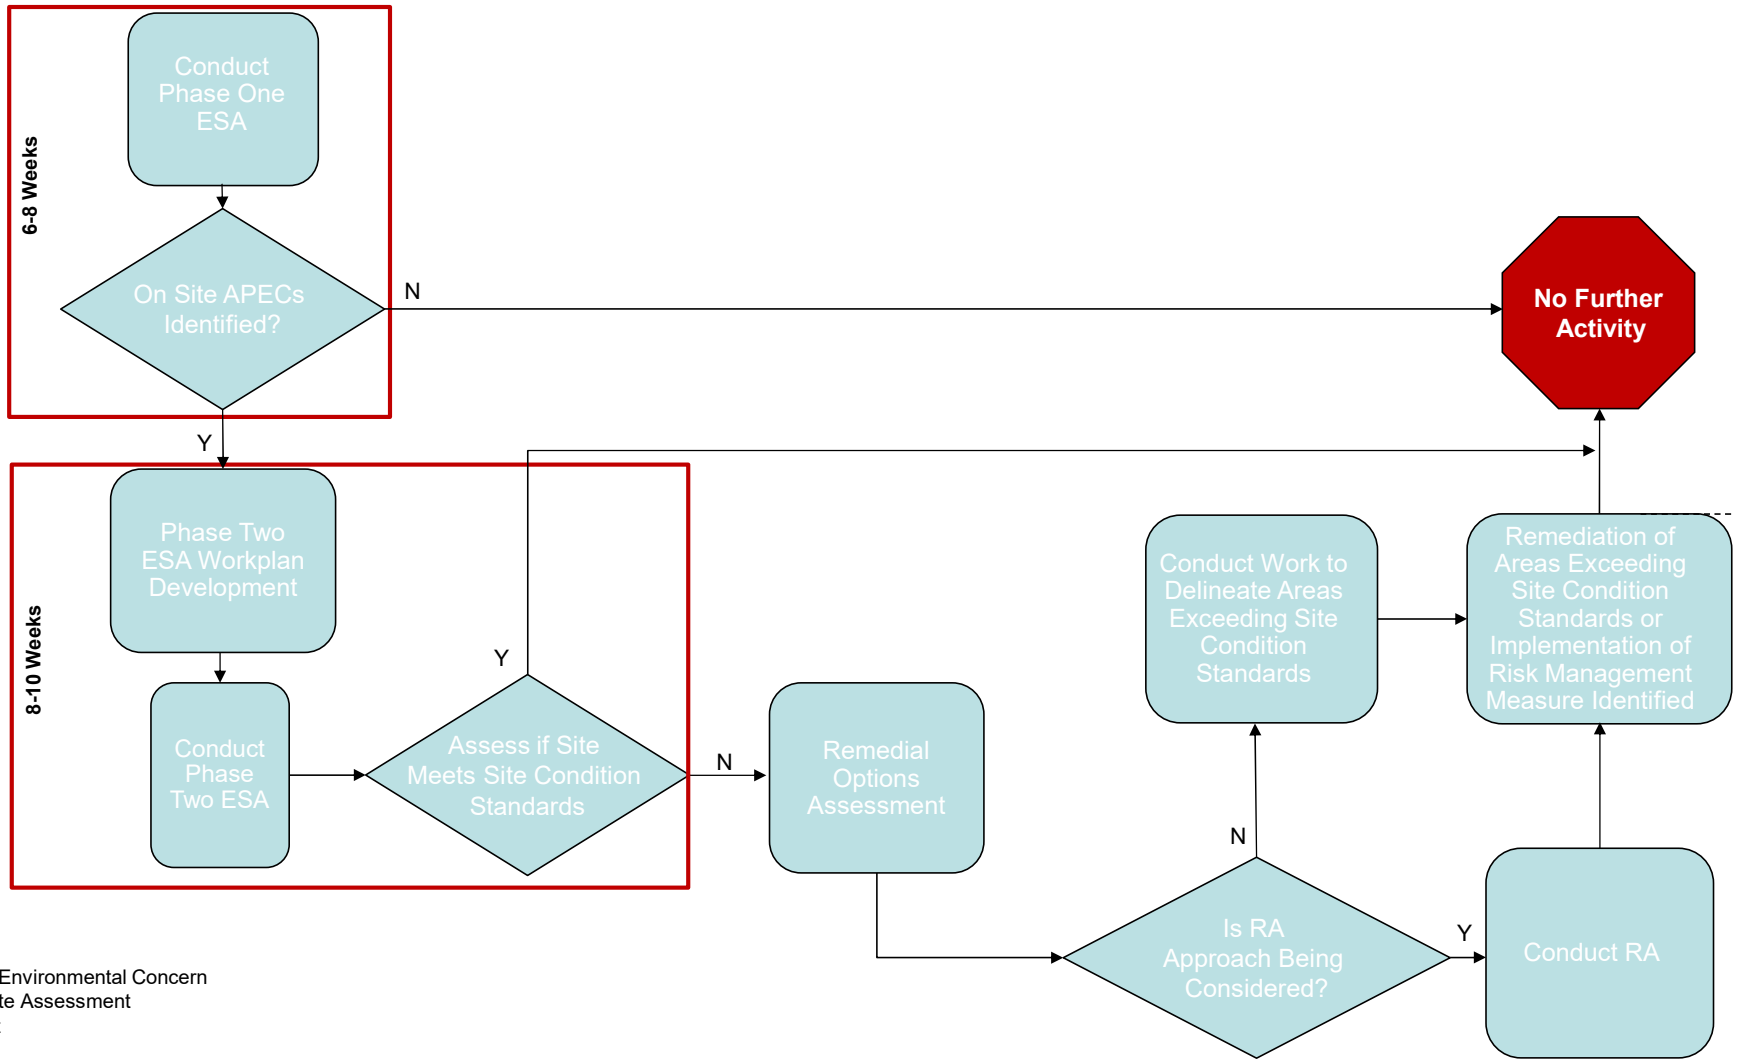 Conduct
Phase One
ESA
6-8 Weeks
On Site APECs
Identified?
N
No Further
Activity
Y
Phase Two
ESA Workplan
Development
8-10 Weeks
Conduct
Phase
Two ESA
Y
Assess if Site
Meets Site Condition
Standards
N
Remedial
Options
Assessment
Conduct Work to
Delineate Areas
Exceeding Site
Condition
Standards
Remediation of
Areas Exceeding
Site Condition
Standards or
Implementation of
Risk Management
Measure Identified
N
Is RA
Approach Being
Considered?
Y
Conduct RA
Environmental Concern
te Assessment